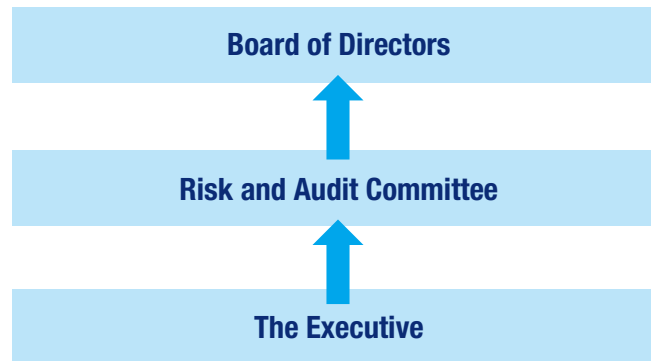 Board of Directors
Risk and Audit Committee
The Executive